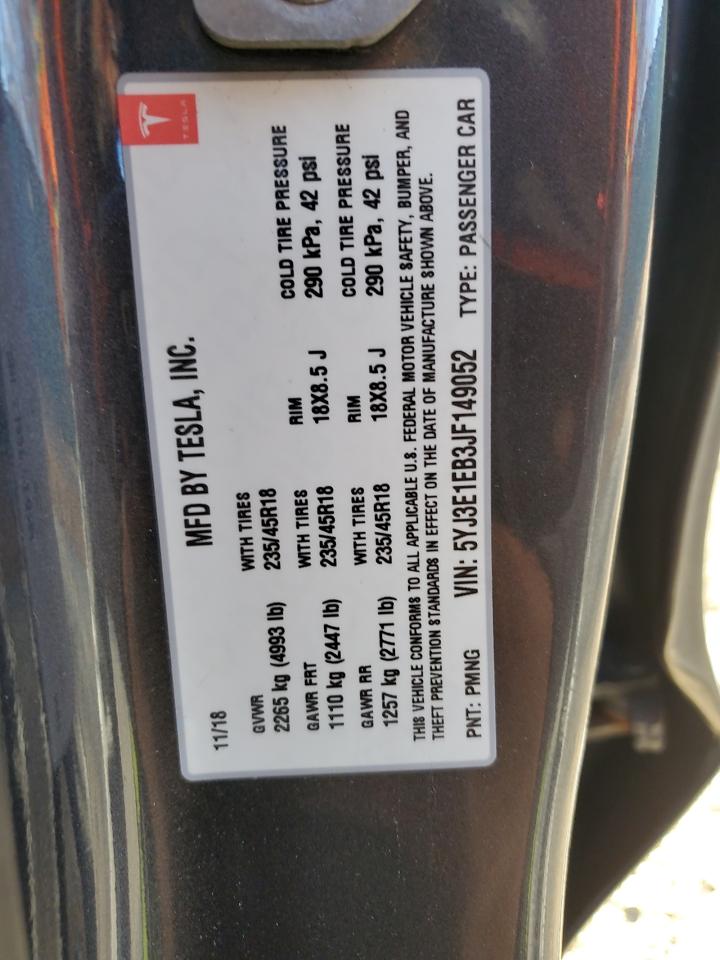 TESLA
MFD BY TESLA, INC.
11/18
GVWR WITH TIRES
2265 kg (4993 lb) 235/45R18
GAWR FRT WITH TIRES RIM COLD TIRE PRESSURE
1110 kg (2447 lb) 235/45R18 18X8.5 J 290 kPa, 42 psi
GAWR RR WITH TIRES RIM COLD TIRE PRESSURE
1257 kg (2771 lb) 235/45R18 18X8.5 J 290 kPa, 42 psi
THIS VEHICLE CONFORMS TO ALL APPLICABLE U.S. FEDERAL MOTOR VEHICLE SAFETY, BUMPER, AND
THEFT PREVENTION STANDARDS IN EFFECT ON THE DATE OF MANUFACTURE SHOWN ABOVE.
PNT: PMNG VIN: 5YJ3E1EB3JF149052 TYPE: PASSENGER CAR